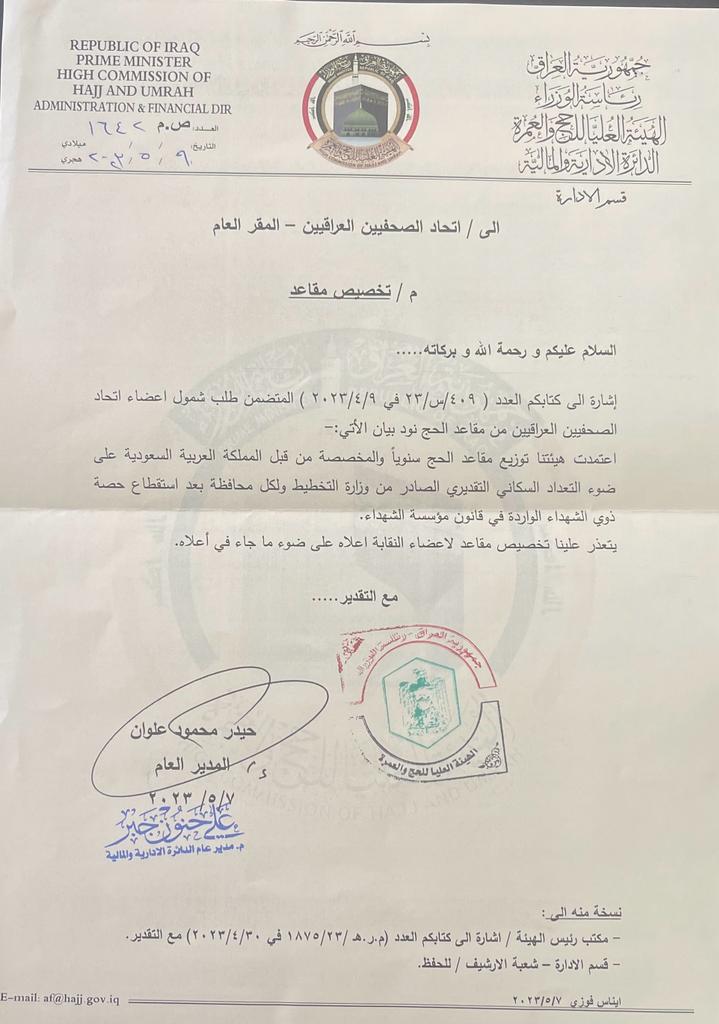 بسم الله الرحمن الرحيم
REPUBLIC OF IRAQ
PRIME MINISTER
HIGH COMMISSION OF
HAJJ AND UMRAH
ADMINISTRATION & FINANCIAL DIR
جمهورية العراق
رئاسة الوزراء
الهيئة العليا للحج والعمرة
الدائرة الادارية والمالية
قسم الادارة
العدد: ص.م ١٦٤٢
التاريخ: / / ميلادي
٩ / ٥ / هجري
الى / اتحاد الصحفيين العراقيين – المقر العام
م / تخصيص مقاعد
السلام عليكم و رحمة الله و بركاته.....
إشارة الى كتابكم العدد ( ٤٠٩/س/٢٣ في ٢٠٢٣/٤/٩ ) المتضمن طلب شمول اعضاء اتحاد
الصحفيين العراقيين من مقاعد الحج نود بيان الأتي:–
اعتمدت هيئتنا توزيع مقاعد الحج سنوياً والمخصصة من قبل المملكة العربية السعودية على
ضوء التعداد السكاني التقديري الصادر من وزارة التخطيط ولكل محافظة بعد استقطاع حصة
ذوي الشهداء الواردة في قانون مؤسسة الشهداء.
يتعذر علينا تخصيص مقاعد لاعضاء النقابة اعلاه على ضوء ما جاء في أعلاه.
مع التقدير.....
جمهورية العراق - رئاسة الوزراء
الهيئة العليا للحج والعمرة
حيدر محمود علوان
ع/ المدير العام
٢٠٢٣/٥/٧
علي حنون جبر
م. مدير عام الدائرة الادارية والمالية
نسخة منه الى:
– مكتب رئيس الهيئة / اشارة الى كتابكم العدد (م.ر.هـ /١٨٧٥/٢٣ في ٢٠٢٣/٤/٣٠) مع التقدير.
– قسم الادارة – شعبة الارشيف / للحفظ.
E-mail: af@hajj.gov.iq
ايناس فوزي ٢٠٢٣/٥/٧